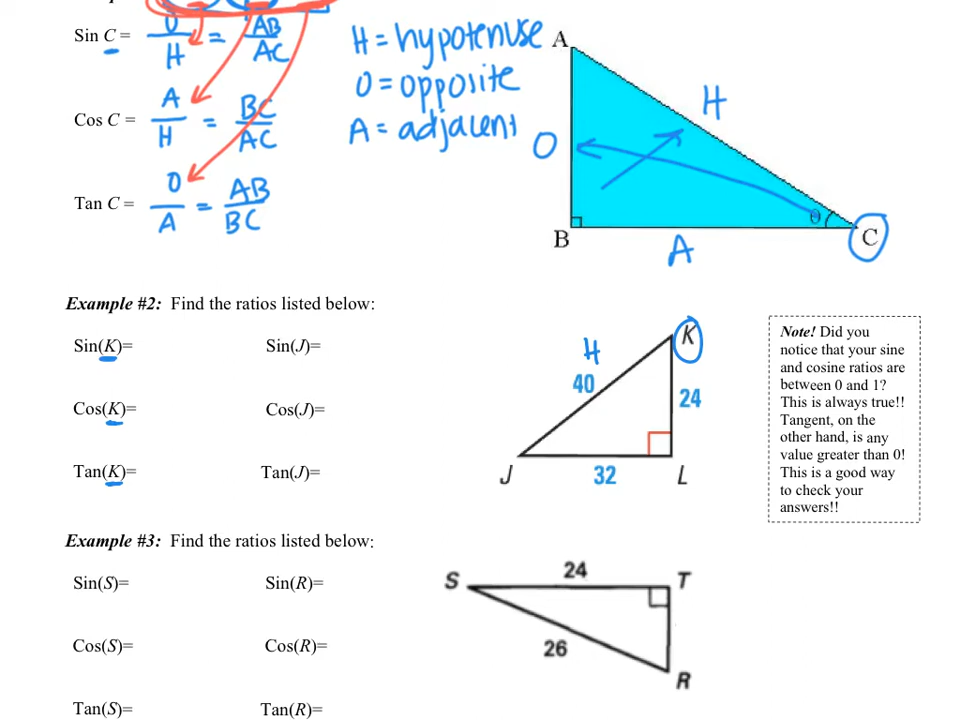 Sin C = O/H = AB/AC
H = hypotenuse
O = opposite
A = adjacent
Cos C = A/H = BC/AC
Tan C = O/A = AB/BC
A
H
O
θ
B
A
C
Example #2: Find the ratios listed below:
Sin(K)= Sin(J)=
Cos(K)= Cos(J)=
Tan(K)= Tan(J)=
K
H
40
24
J
32
L
Note! Did you
notice that your sine
and cosine ratios are
between 0 and 1?
This is always true!!
Tangent, on the
other hand, is any
value greater than 0!
This is a good way
to check your
answers!!
Example #3: Find the ratios listed below:
Sin(S)= Sin(R)=
Cos(S)= Cos(R)=
Tan(S)= Tan(R)=
S
24
T
26
R